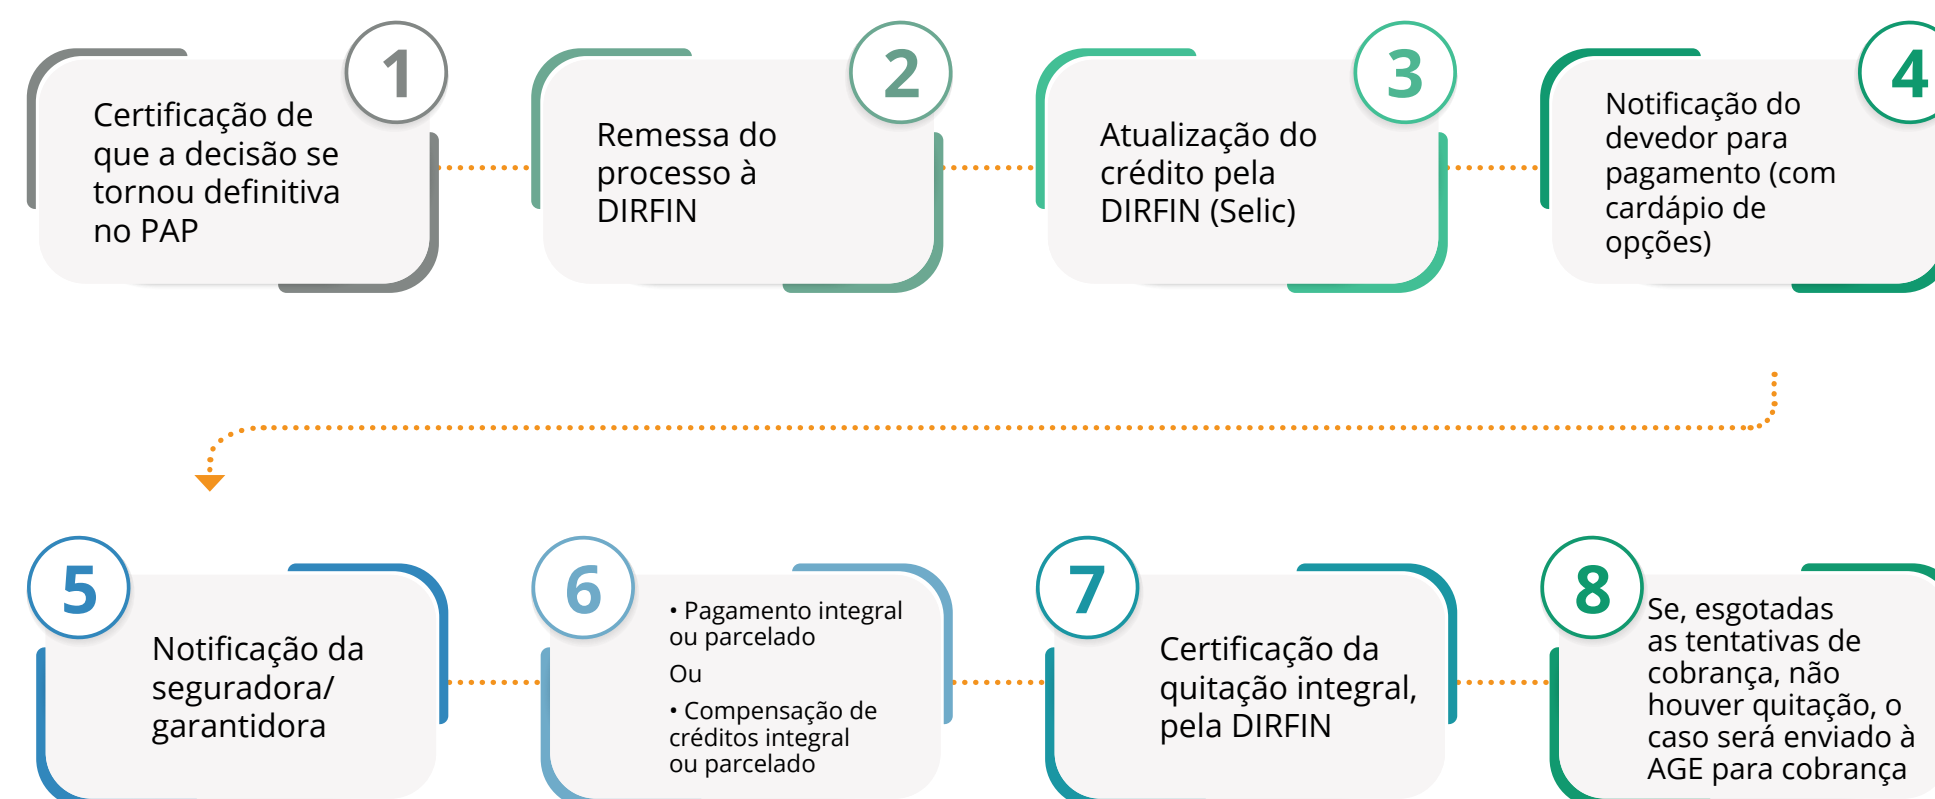 1
Certificação de
que a decisão se
tornou definitiva
no PAP
2
Remessa do
processo à
DIRFIN
3
Atualização do
crédito pela
DIRFIN (Selic)
4
Notificação do
devedor para
pagamento (com
cardápio de
opções)
5
Notificação da
seguradora/
garantidora
6
• Pagamento integral
ou parcelado
Ou
• Compensação de
créditos integral
ou parcelado
7
Certificação da
quitação integral,
pela DIRFIN
8
Se, esgotadas
as tentativas de
cobrança, não
houver quitação, o
caso será enviado à
AGE para cobrança